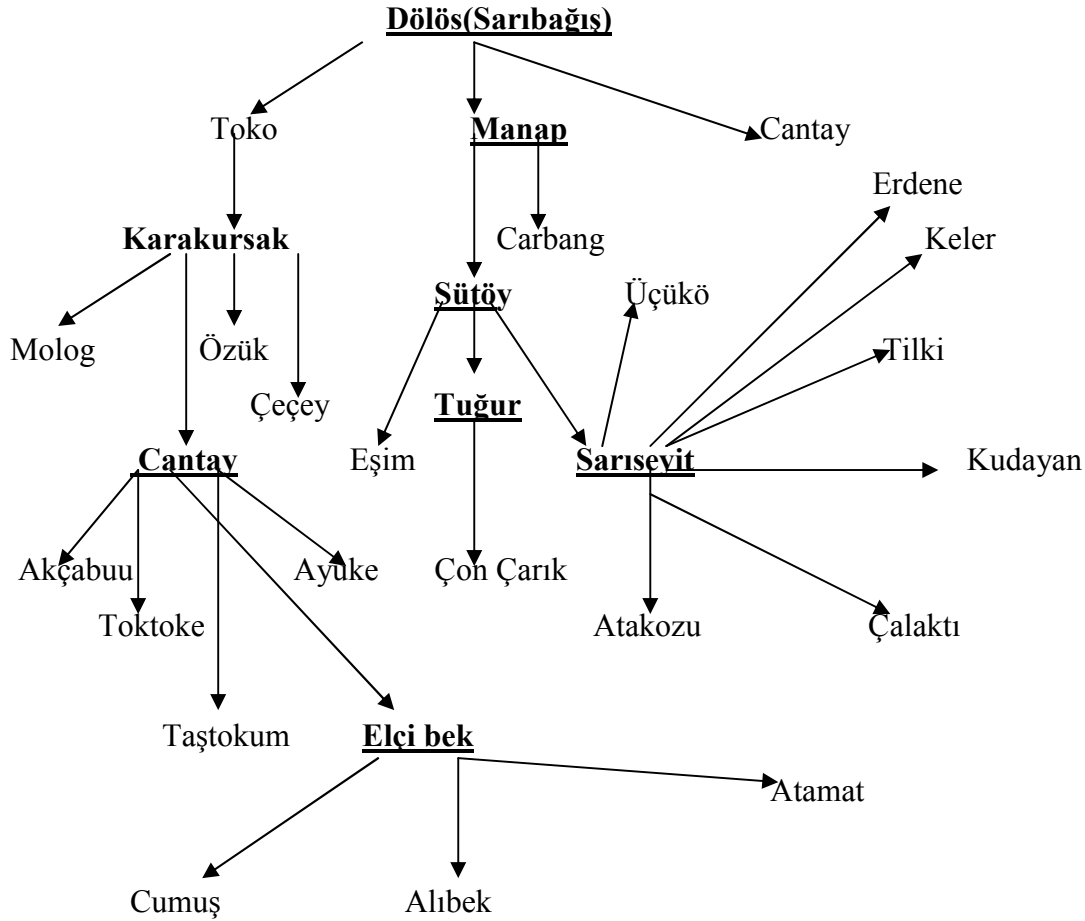 Dölös(Sarıbağış)
Toko Manap Cantay
Erdene
Karakursak Carbang Keler
Sütöy Üçükö
Molog Özük Tilki
Çeçey Tuğur
Cantay Eşim Sarıseyit Kudayan
Akçabuu Ayuke Çon Çarık
Toktoke Atakozu Çalaktı
Taştokum Elçi bek
Atamat
Cumuş Alıbek